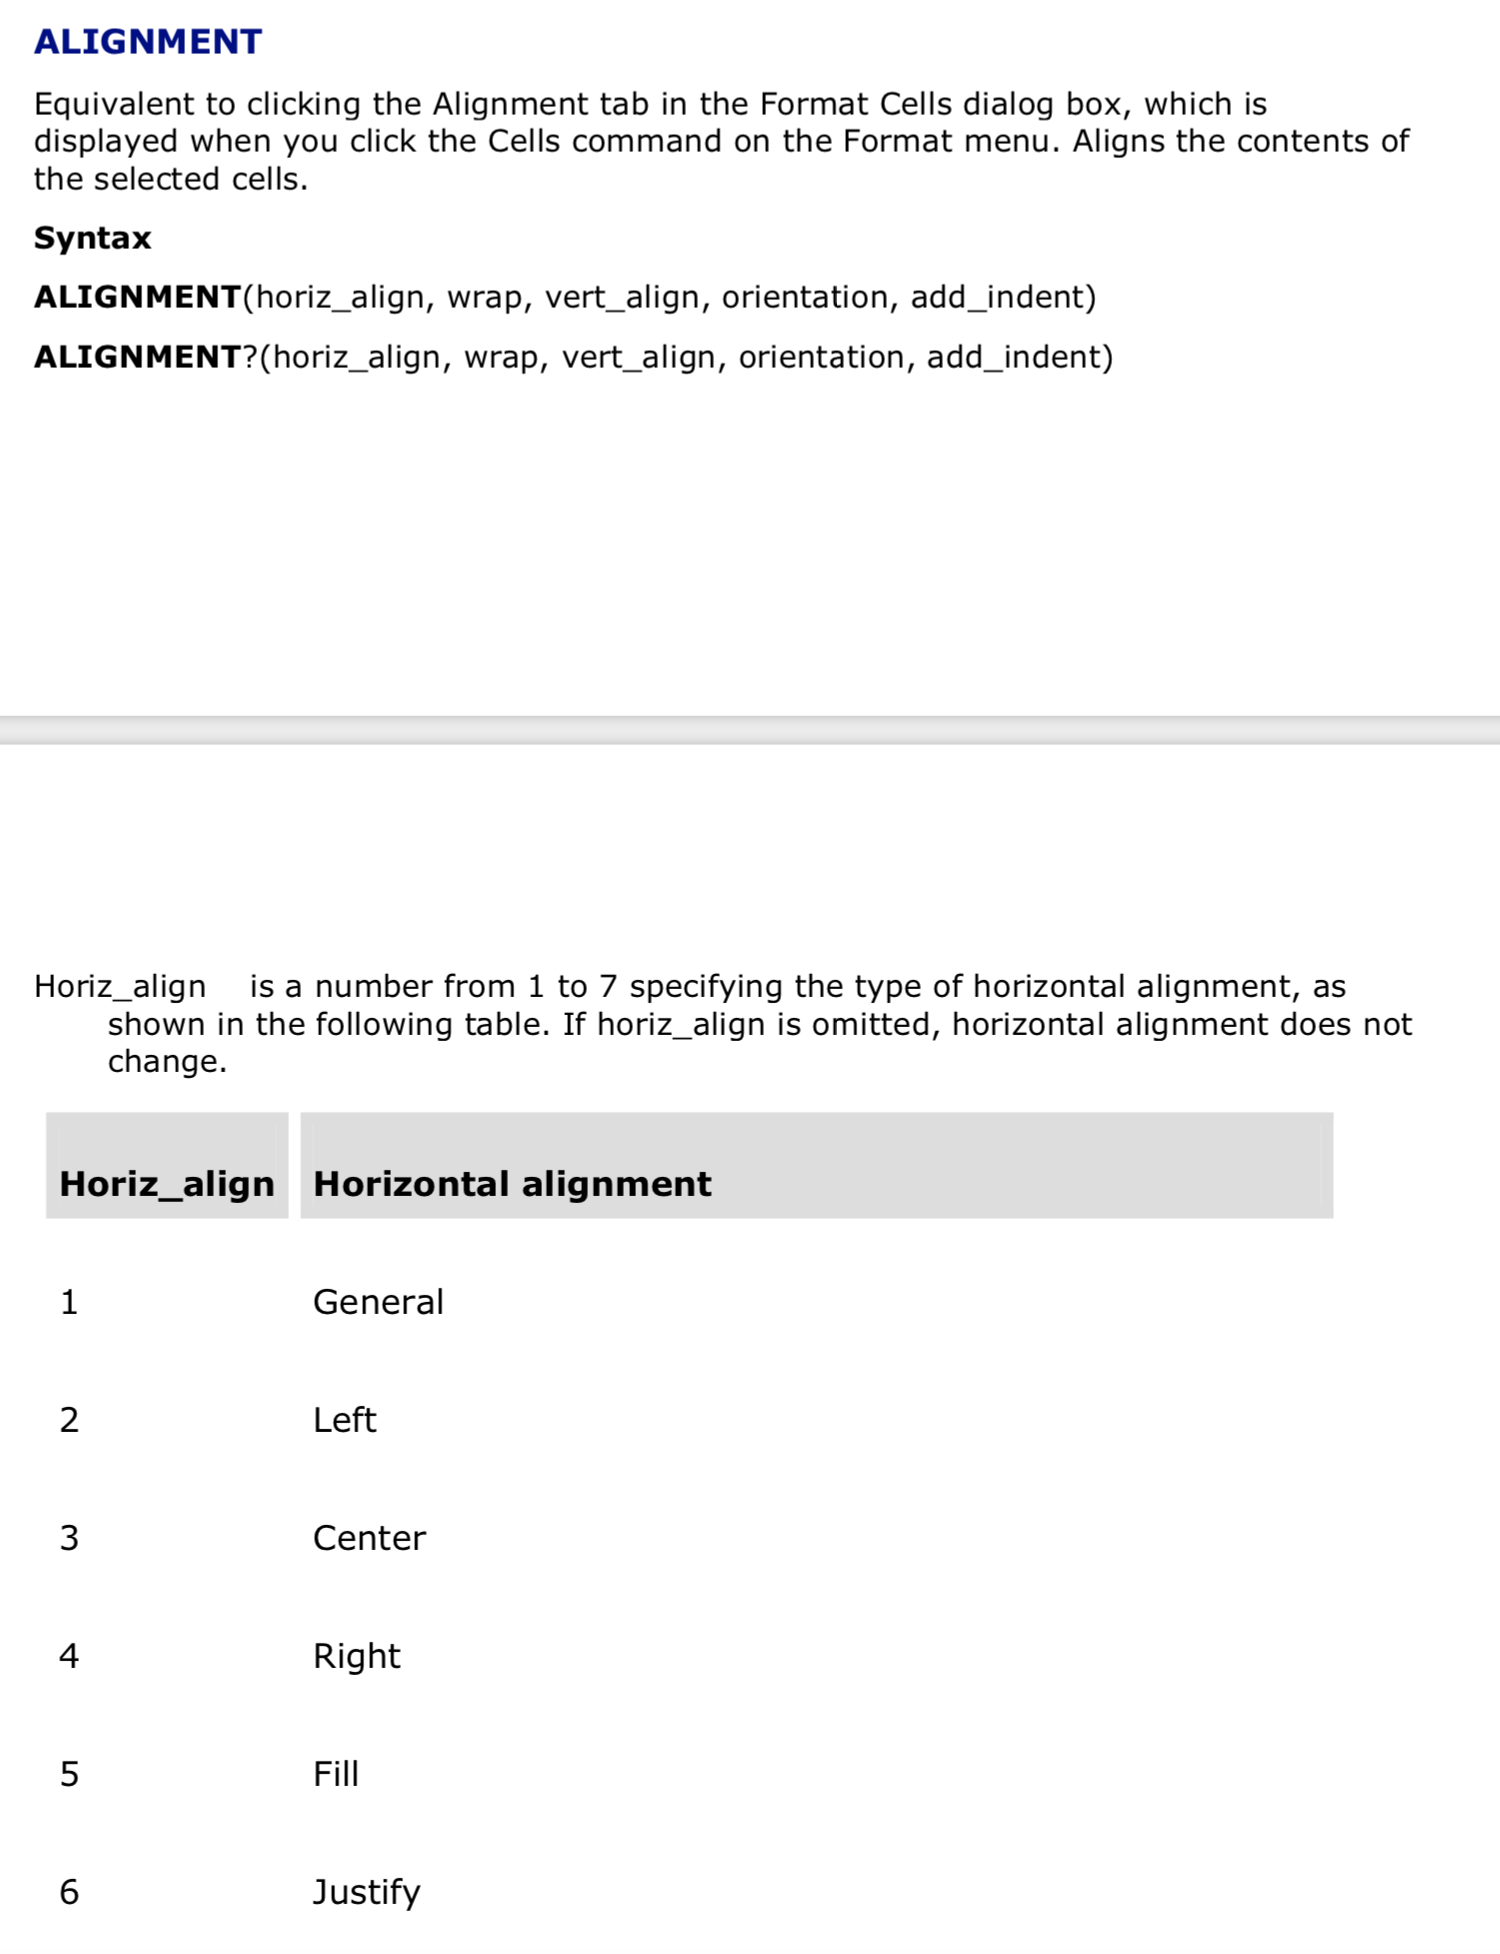 ALIGNMENT
Equivalent to clicking the Alignment tab in the Format Cells dialog box, which is
displayed when you click the Cells command on the Format menu. Aligns the contents of
the selected cells.
Syntax
ALIGNMENT(horiz_align, wrap, vert_align, orientation, add_indent)
ALIGNMENT?(horiz_align, wrap, vert_align, orientation, add_indent)
Horiz_align is a number from 1 to 7 specifying the type of horizontal alignment, as
shown in the following table. If horiz_align is omitted, horizontal alignment does not
change.
Horiz_align Horizontal alignment
1 General
2 Left
3 Center
4 Right
5 Fill
6 Justify